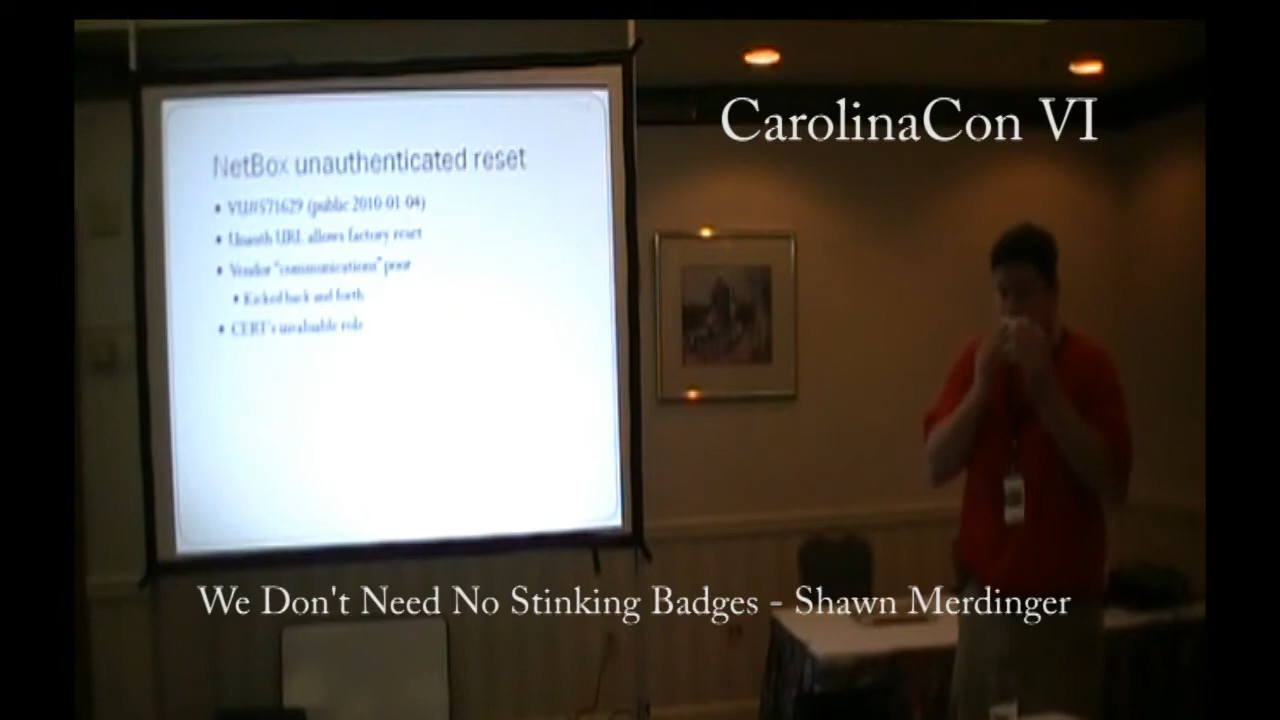 CarolinaCon VI
NetBox unauthenticated reset
• VU#571629 (public 2010-01-04)
• Unauth URL allows factory reset
• Vendor "communications" poor
• Kicked back and forth
• CERT's invaluable role
We Don't Need No Stinking Badges - Shawn Merdinger